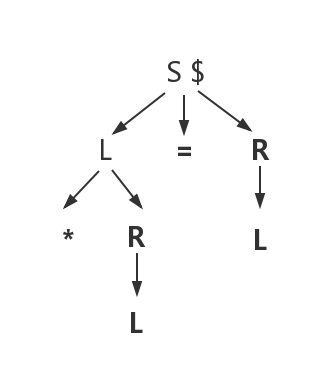 S $
L = R
* R L
L